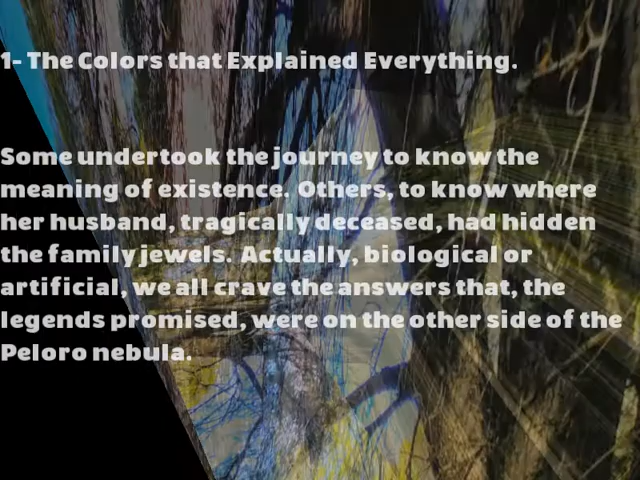 1- The Colors that Explained Everything.
Some undertook the journey to know the
meaning of existence. Others, to know where
her husband, tragically deceased, had hidden
the family jewels. Actually, biological or
artificial, we all crave the answers that, the
legends promised, were on the other side of the
Peloro nebula.